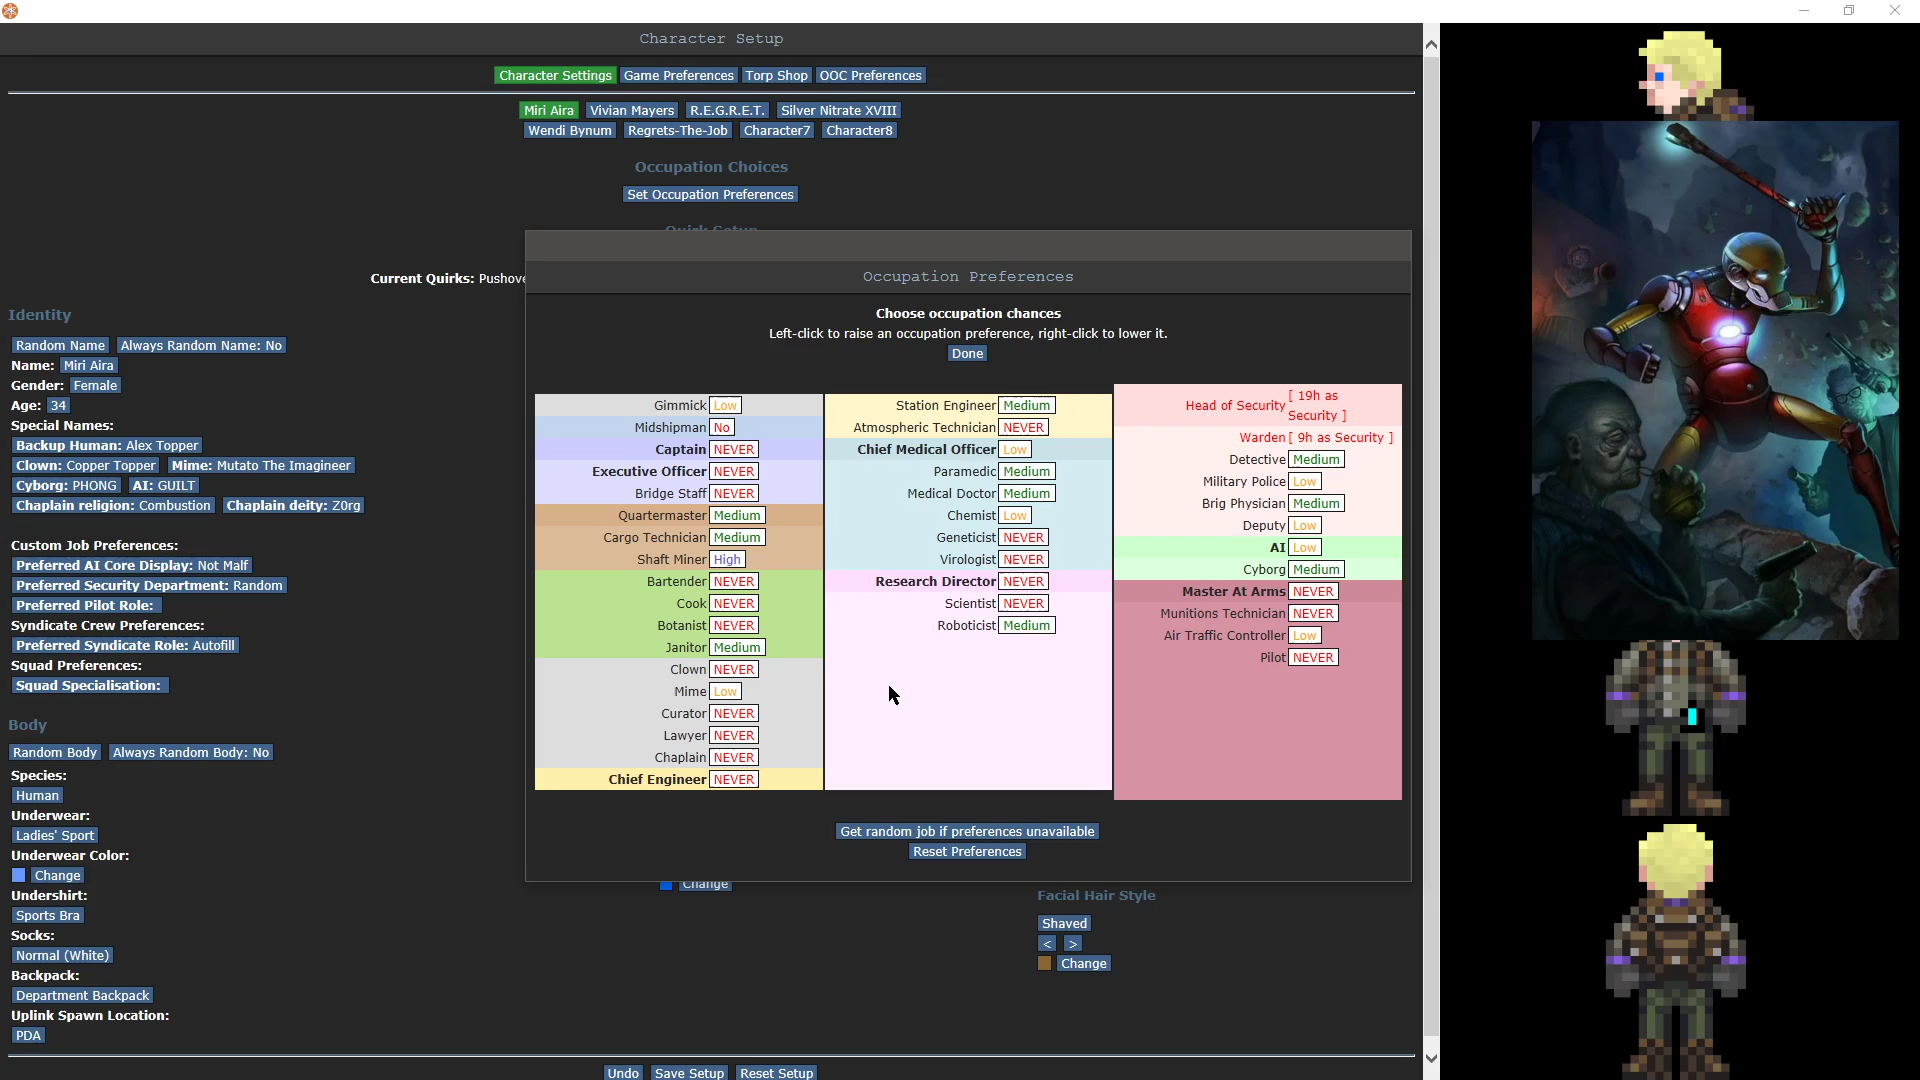 Character Setup
Character Settings Game Preferences Torp Shop OOC Preferences
Miri Aira Vivian Mayers R.E.G.R.E.T. Silver Nitrate XVIII
Wendi Bynum Regrets-The-Job Character7 Character8
Occupation Choices
Set Occupation Preferences
Quirk Setup
Current Quirks: Pushove
Identity
Random Name Always Random Name: No
Name: Miri Aira
Gender: Female
Age: 34
Special Names:
Backup Human: Alex Topper
Clown: Copper Topper Mime: Mutato The Imagineer
Cyborg: PHONG AI: GUILT
Chaplain religion: Combustion Chaplain deity: Z0rg
Custom Job Preferences:
Preferred AI Core Display: Not Malf
Preferred Security Department: Random
Preferred Pilot Role:
Syndicate Crew Preferences:
Preferred Syndicate Role: Autofill
Squad Preferences:
Squad Specialisation:
Body
Random Body Always Random Body: No
Species:
Human
Underwear:
Ladies' Sport
Underwear Color:
Change
Undershirt:
Sports Bra
Socks:
Normal (White)
Backpack:
Department Backpack
Uplink Spawn Location:
PDA
Occupation Preferences
Choose occupation chances
Left-click to raise an occupation preference, right-click to lower it.
Done
Gimmick Low
Midshipman No
Captain NEVER
Executive Officer NEVER
Bridge Staff NEVER
Quartermaster Medium
Cargo Technician Medium
Shaft Miner High
Bartender NEVER
Cook NEVER
Botanist NEVER
Janitor Medium
Clown NEVER
Mime Low
Curator NEVER
Lawyer NEVER
Chaplain NEVER
Chief Engineer NEVER
Station Engineer Medium
Atmospheric Technician NEVER
Chief Medical Officer Low
Paramedic Medium
Medical Doctor Medium
Chemist Low
Geneticist NEVER
Virologist NEVER
Research Director NEVER
Scientist NEVER
Roboticist Medium
Head of Security [ 19h as
Security ]
Warden [ 9h as Security ]
Detective Medium
Military Police Low
Brig Physician Medium
Deputy Low
AI Low
Cyborg Medium
Master At Arms NEVER
Munitions Technician NEVER
Air Traffic Controller Low
Pilot NEVER
Get random job if preferences unavailable
Reset Preferences
Change
Facial Hair Style
Shaved
< >
Change
Undo Save Setup Reset Setup